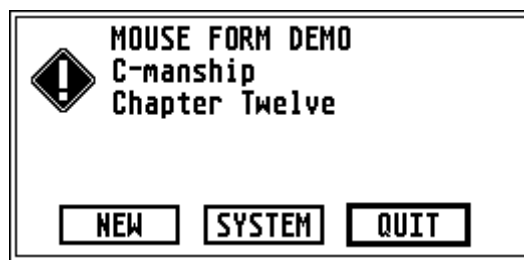 MOUSE FORM DEMO
C-manship
Chapter Twelve
NEW SYSTEM QUIT